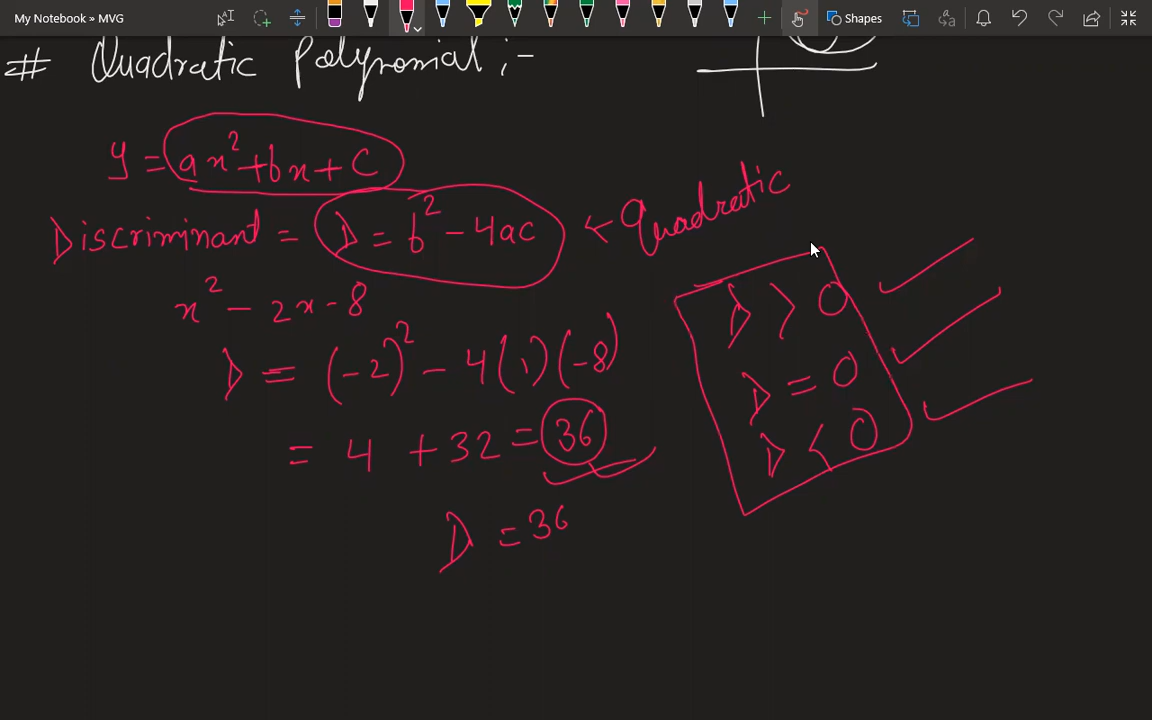 My Notebook » MVG
Shapes
# Quadratic Polynomial :-
y = ax² + bx + c
Discriminant = D = b² - 4ac ← Quadratic
x² - 2x - 8
D = (-2)² - 4(1)(-8)
= 4 + 32 = 36
D = 36
D > 0
D = 0
D < 0